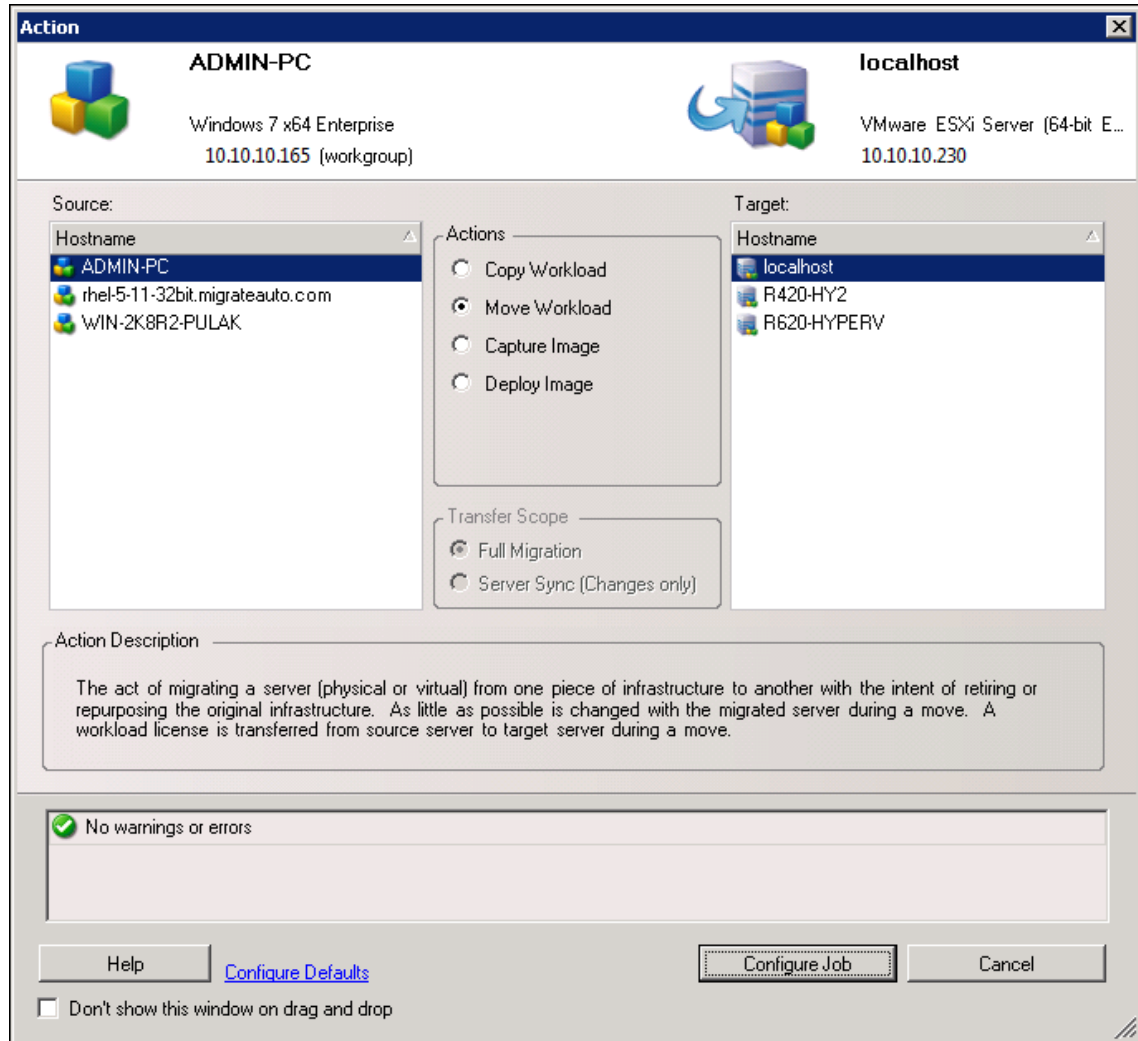 Action
ADMIN-PC
Windows 7 x64 Enterprise
10.10.10.165 (workgroup)
localhost
VMware ESXi Server (64-bit E...
10.10.10.230
Source:
Hostname
ADMIN-PC
rhel-5-11-32bit.migrateauto.com
WIN-2K8R2-PULAK
Actions
Copy Workload
Move Workload
Capture Image
Deploy Image
Transfer Scope
Full Migration
Server Sync (Changes only)
Target:
Hostname
localhost
R420-HY2
R620-HYPERV
Action Description
The act of migrating a server (physical or virtual) from one piece of infrastructure to another with the intent of retiring or
repurposing the original infrastructure. As little as possible is changed with the migrated server during a move. A
workload license is transferred from source server to target server during a move.
No warnings or errors
Help
Configure Defaults
Configure Job
Cancel
Don't show this window on drag and drop